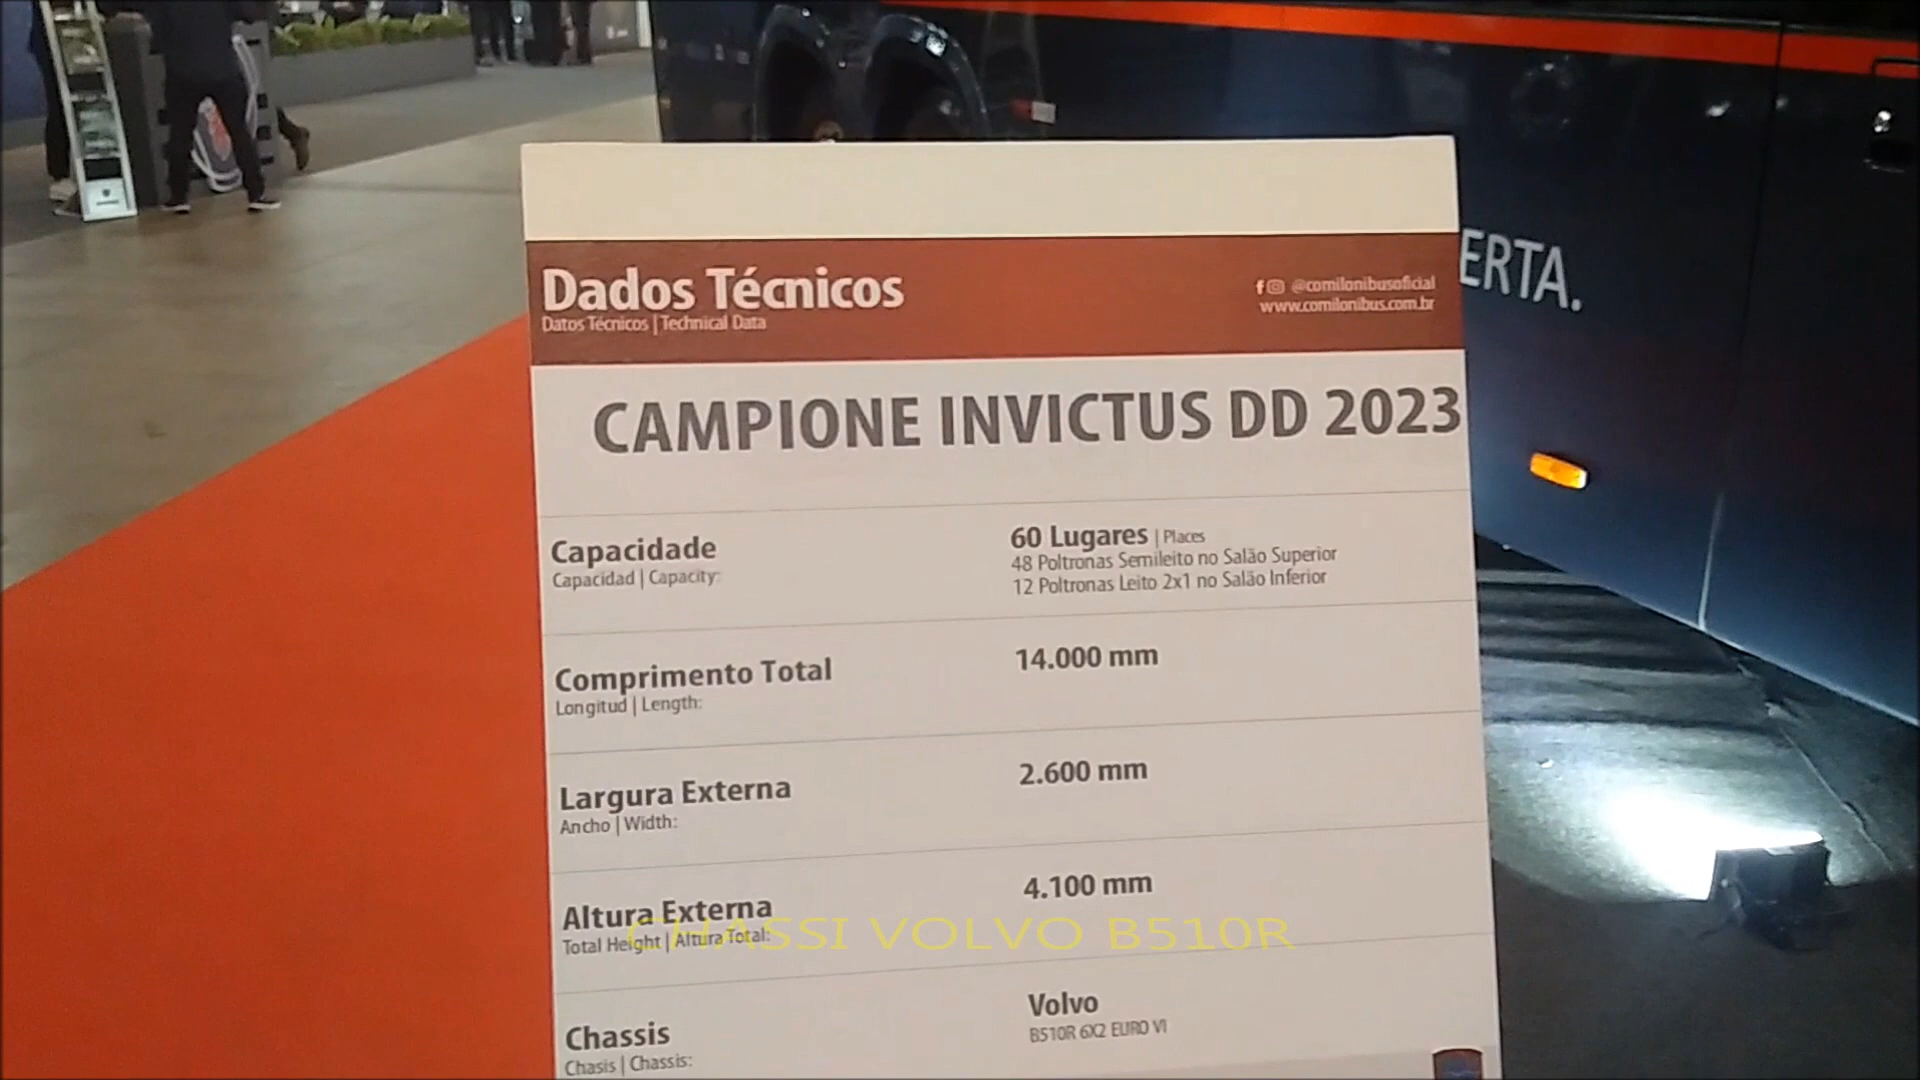 ERTA.
Dados Técnicos
Datos Técnicos | Technical Data
@comilonibusoficial
www.comilonibus.com.br
CAMPIONE INVICTUS DD 2023
Capacidade
Capacidad | Capacity:
60 Lugares | Places
48 Poltronas Semileito no Salão Superior
12 Poltronas Leito 2x1 no Salão Inferior
Comprimento Total
Longitud | Length:
14.000 mm
Largura Externa
Ancho | Width:
2.600 mm
Altura Externa
Total Height | Altura Total:
4.100 mm
CHASSI VOLVO B510R
Chassis
Chasis | Chassis:
Volvo
B510R 6X2 EURO VI